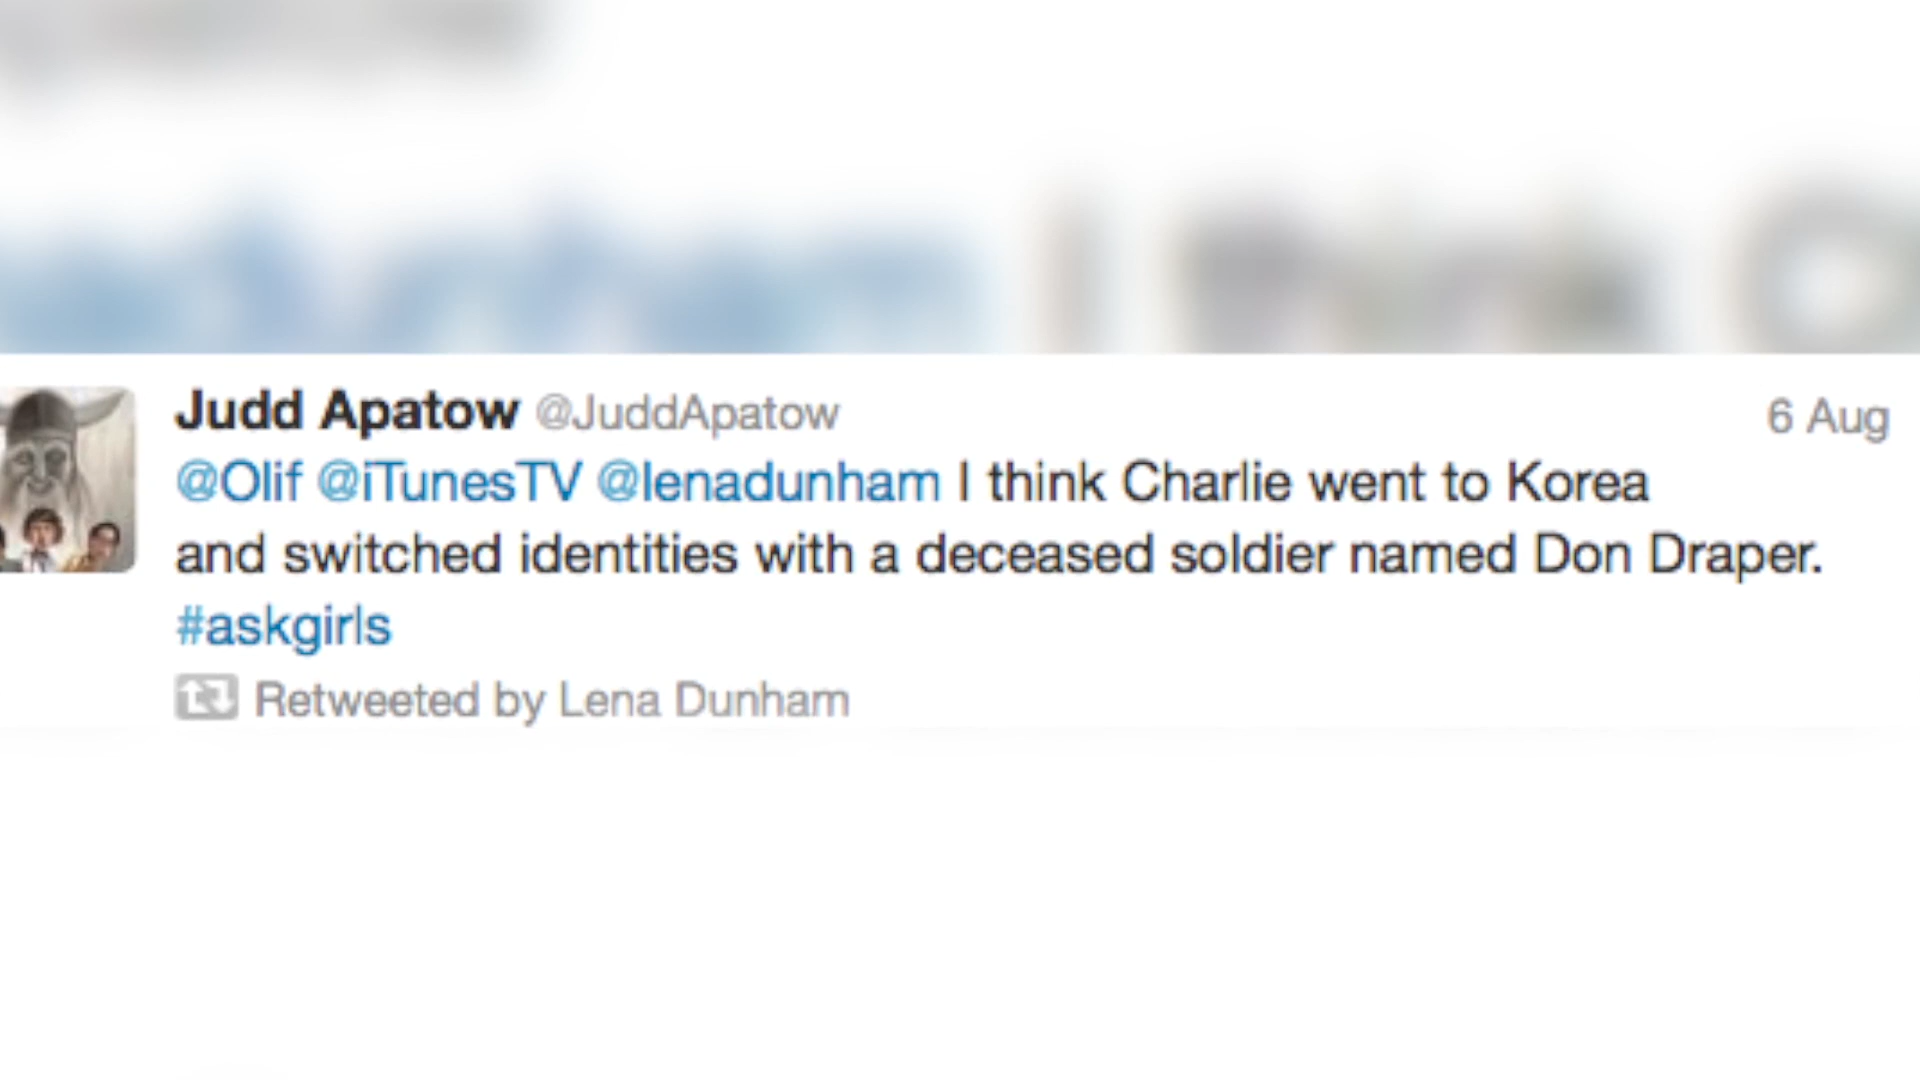 Judd Apatow @JuddApatow 6 Aug
@Olif @iTunesTV @lenadunham I think Charlie went to Korea
and switched identities with a deceased soldier named Don Draper.
#askgirls
Retweeted by Lena Dunham